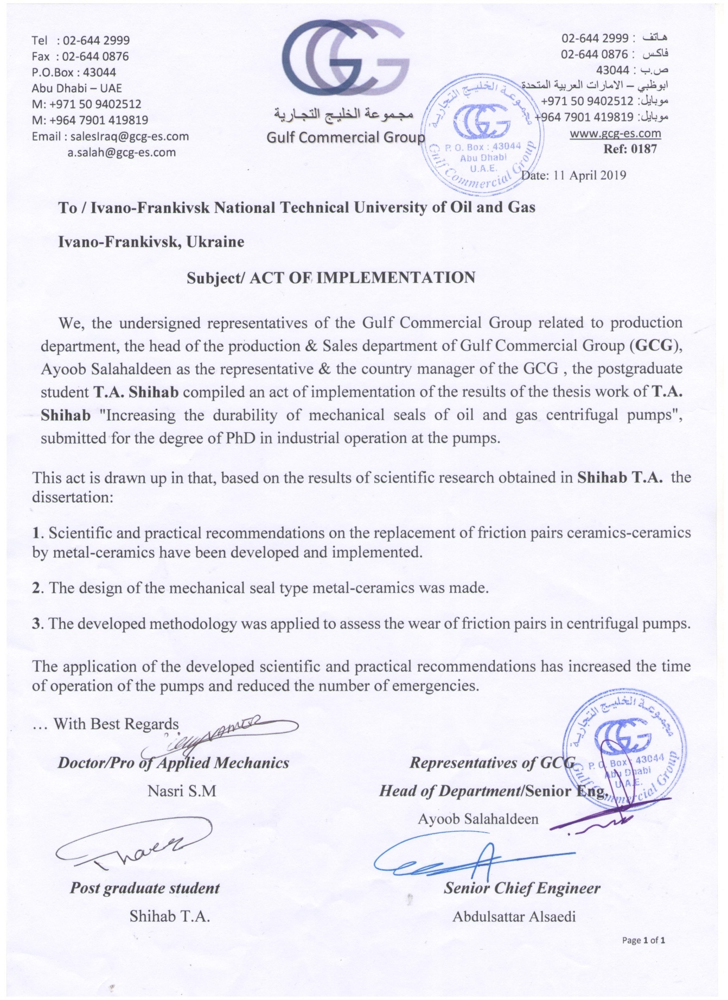 Tel : 02-644 2999
Fax : 02-644 0876
P.O.Box : 43044
Abu Dhabi – UAE
M: +971 50 9402512
M: +964 7901 419819
Email : salesIraq@gcg-es.com
a.salah@gcg-es.com
GCG
مجموعة الخليج التجارية
Gulf Commercial Group
هاتف : 02-644 2999
فاكس : 02-644 0876
ص.ب : 43044
ابوظبي – الامارات العربية المتحدة
موبايل: +971 50 9402512
موبايل: +964 7901 419819
www.gcg-es.com
Ref: 0187
مجموعة الخليج التجارية
P. O. Box : 43044
Abu Dhabi
U.A.E.
Gulf Commercial Group
Date: 11 April 2019
To / Ivano-Frankivsk National Technical University of Oil and Gas
Ivano-Frankivsk, Ukraine
Subject/ ACT OF IMPLEMENTATION
We, the undersigned representatives of the Gulf Commercial Group related to production
department, the head of the production & Sales department of Gulf Commercial Group (GCG),
Ayoob Salahaldeen as the representative & the country manager of the GCG , the postgraduate
student T.A. Shihab compiled an act of implementation of the results of the thesis work of T.A.
Shihab "Increasing the durability of mechanical seals of oil and gas centrifugal pumps",
submitted for the degree of PhD in industrial operation at the pumps.
This act is drawn up in that, based on the results of scientific research obtained in Shihab T.A. the
dissertation:
1. Scientific and practical recommendations on the replacement of friction pairs ceramics-ceramics
by metal-ceramics have been developed and implemented.
2. The design of the mechanical seal type metal-ceramics was made.
3. The developed methodology was applied to assess the wear of friction pairs in centrifugal pumps.
The application of the developed scientific and practical recommendations has increased the time
of operation of the pumps and reduced the number of emergencies.
… With Best Regards
Doctor/Pro of Applied Mechanics
Nasri S.M
Representatives of GCG
Head of Department/Senior Eng.
Ayoob Salahaldeen
مجموعة الخليج التجارية
P. O. Box : 43044
Abu Dhabi
U.A.E.
Gulf Commercial Group
Post graduate student
Shihab T.A.
Senior Chief Engineer
Abdulsattar Alsaedi
Page 1 of 1